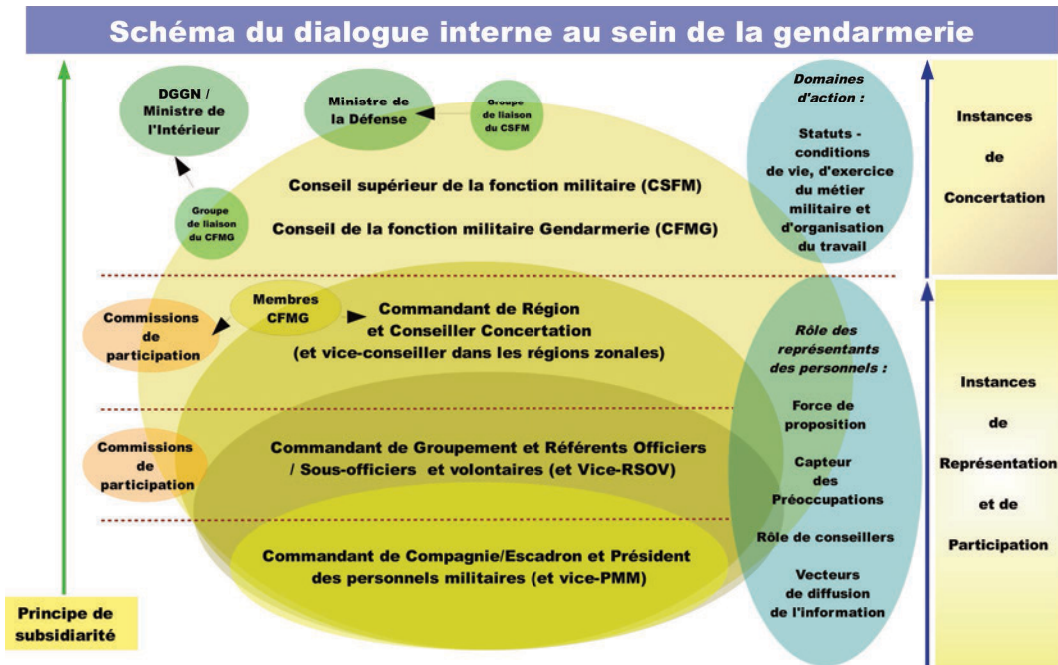 Schéma du dialogue interne au sein de la gendarmerie
DGGN /
Ministre de
l'Intérieur
Ministre de
la Défense
Groupe
de liaison
du CSFM
Domaines
d'action :
Statuts -
conditions
de vie, d'exercice
du métier
militaire et
d'organisation
du travail
Instances
de
Concertation
Groupe
de liaison
du CFMG
Conseil supérieur de la fonction militaire (CSFM)
Conseil de la fonction militaire Gendarmerie (CFMG)
Commissions
de
participation
Membres
CFMG
Commandant de Région
et Conseiller Concertation
(et vice-conseiller dans les régions zonales)
Commissions
de
participation
Commandant de Groupement et Référents Officiers
/ Sous-officiers et volontaires (et Vice-RSOV)
Commandant de Compagnie/Escadron et Président
des personnels militaires (et vice-PMM)
Rôle des
représentants
des personnels :
Force de
proposition
Capteur
des
Préoccupations
Rôle de conseillers
Vecteurs
de diffusion
de l'information
Instances
de
Représentation
et de
Participation
Principe de
subsidiarité